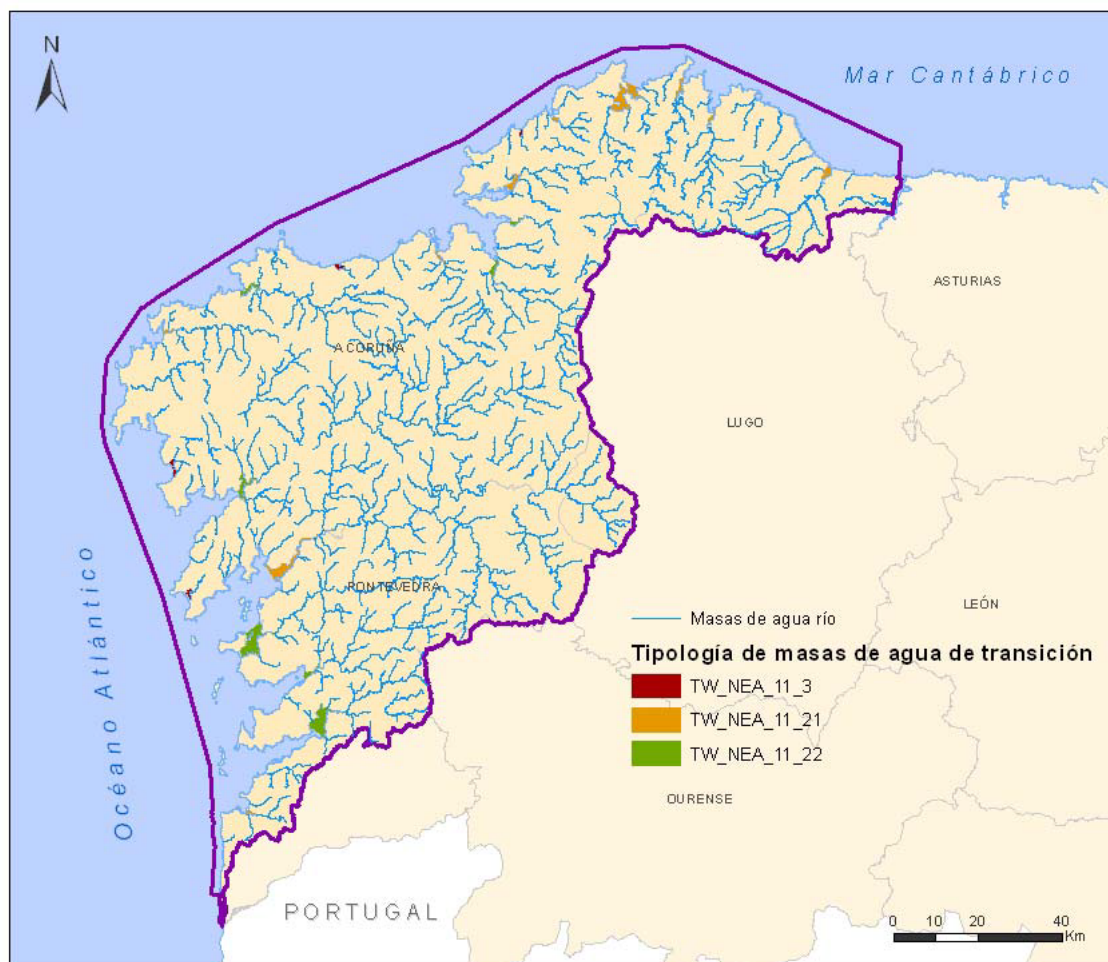 N
Mar Cantábrico
ASTURIAS
A CORUÑA
LUGO
Océano Atlántico
PONTEVEDRA
LEÓN
Masas de agua río
Tipología de masas de agua de transición
TW_NEA_11_3
TW_NEA_11_21
TW_NEA_11_22
OURENSE
PORTUGAL
0 10 20 40
Km